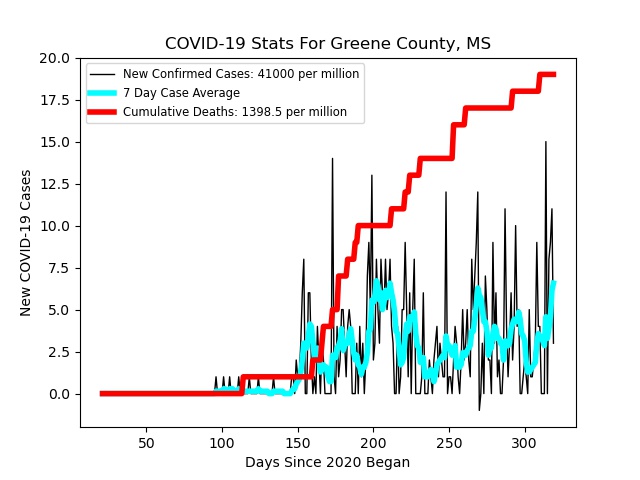 COVID-19 Stats For Greene County, MS
New Confirmed Cases: 41000 per million
7 Day Case Average
Cumulative Deaths: 1398.5 per million
New COVID-19 Cases
20.0
17.5
15.0
12.5
10.0
7.5
5.0
2.5
0.0
50 100 150 200 250 300
Days Since 2020 Began